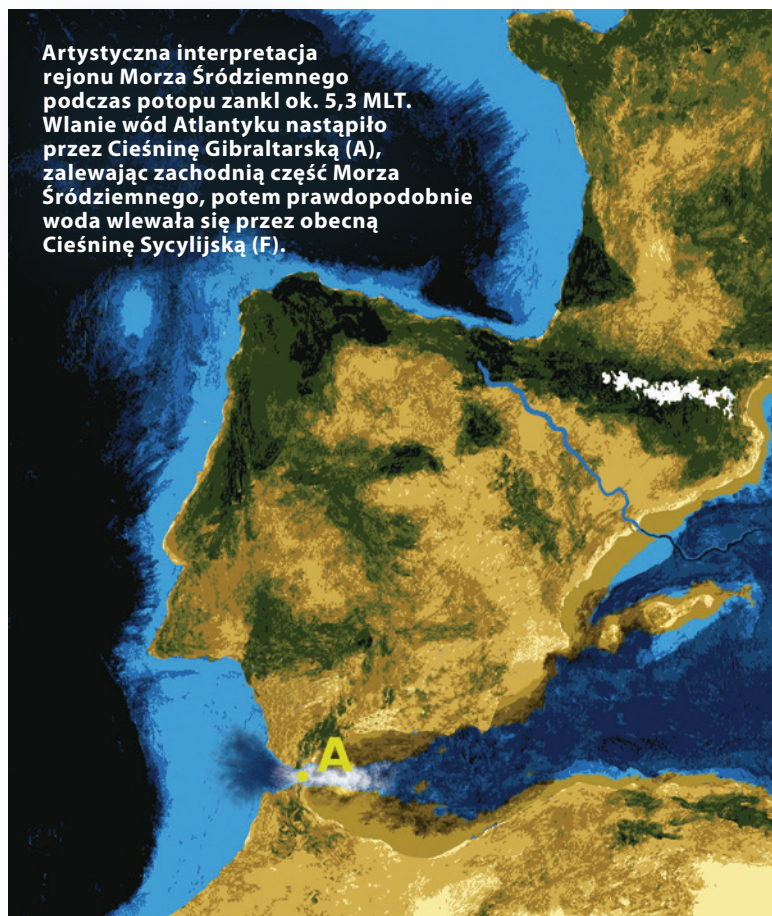 Artystyczna interpretacja
rejonu Morza Śródziemnego
podczas potopu zankl ok. 5,3 MLT.
Wlanie wód Atlantyku nastąpiło
przez Cieśninę Gibraltarską (A),
zalewając zachodnią część Morza
Śródziemnego, potem prawdopodobnie
woda wlewała się przez obecną
Cieśninę Sycylijską (F).
A